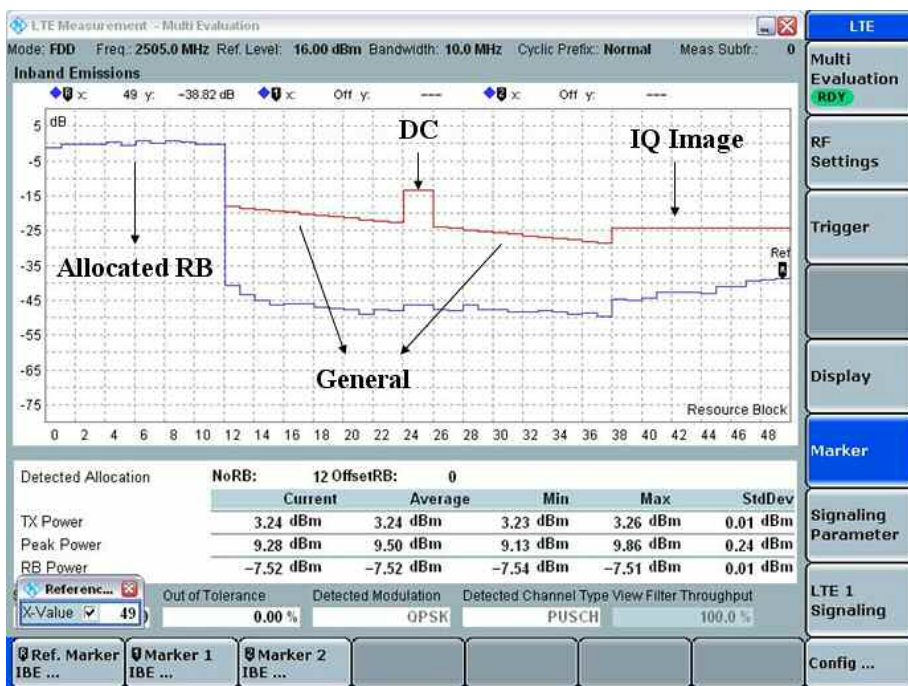 LTE Measurement - Multi Evaluation
LTE
Mode: FDD Freq.: 2505.0 MHz Ref. Level: 16.00 dBm Bandwidth: 10.0 MHz Cyclic Prefix: Normal Meas Subfr.: 0
Inband Emissions
x: 49 y: -38.82 dB x: Off y: --- 2 x: Off y: ---
dB
5
-5
-15
-25
-35
-45
-55
-65
-75
DC
IQ Image
Allocated RB
General
Ref
Resource Block
0 2 4 6 8 10 12 14 16 18 20 22 24 26 28 30 32 34 36 38 40 42 44 46 48
Detected Allocation NoRB: 12 OffsetRB: 0
Current Average Min Max StdDev
TX Power 3.24 dBm 3.24 dBm 3.23 dBm 3.26 dBm 0.01 dBm
Peak Power 9.28 dBm 9.50 dBm 9.13 dBm 9.86 dBm 0.24 dBm
RB Power -7.52 dBm -7.52 dBm -7.54 dBm -7.51 dBm 0.01 dBm
Referenc...
X-Value 49
Out of Tolerance Detected Modulation Detected Channel Type View Filter Throughput
0.00 % QPSK PUSCH 100.0 %
Ref. Marker IBE ...
Marker 1 IBE ...
Marker 2 IBE ...
Multi Evaluation
RDY
RF Settings
Trigger
Display
Marker
Signaling Parameter
LTE 1 Signaling
Config ...